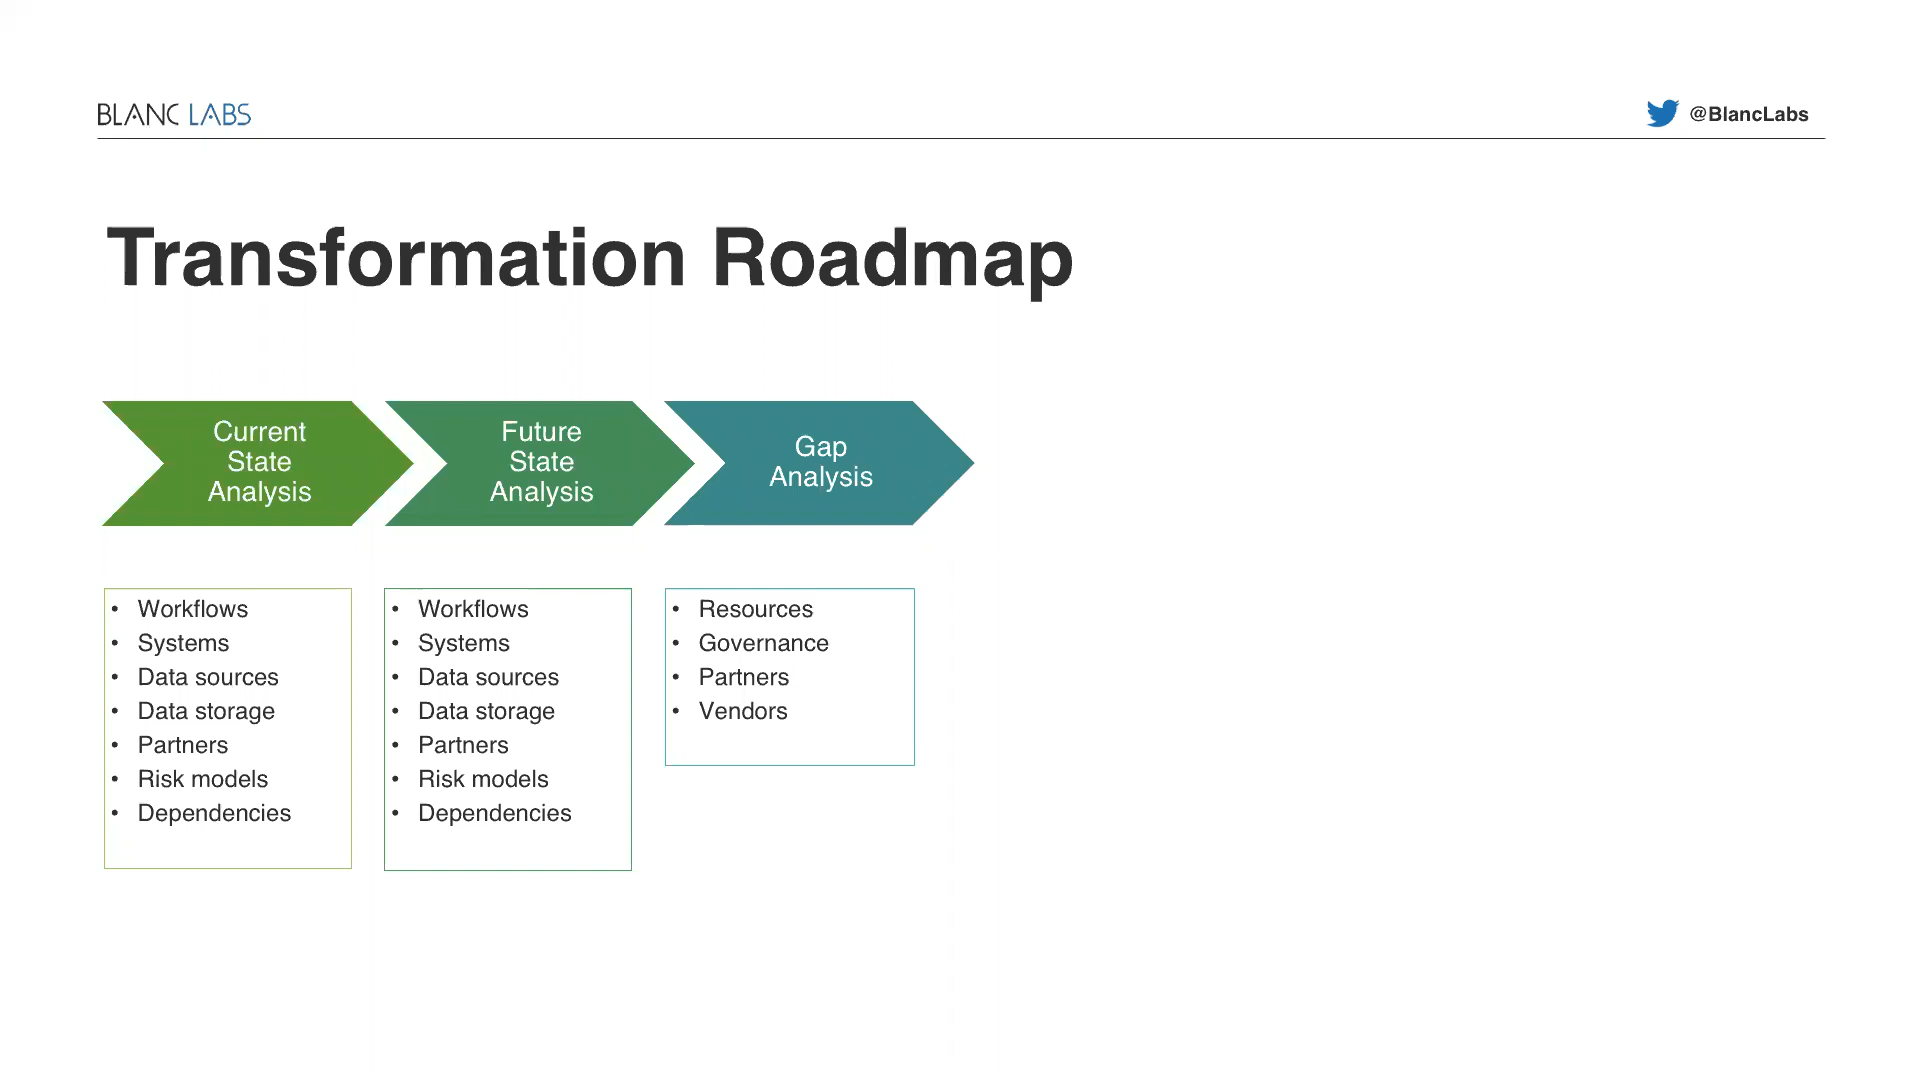 BLANC LABS
@BlancLabs
Transformation Roadmap
Current
State
Analysis
Future
State
Analysis
Gap
Analysis
• Workflows
• Systems
• Data sources
• Data storage
• Partners
• Risk models
• Dependencies
• Workflows
• Systems
• Data sources
• Data storage
• Partners
• Risk models
• Dependencies
• Resources
• Governance
• Partners
• Vendors